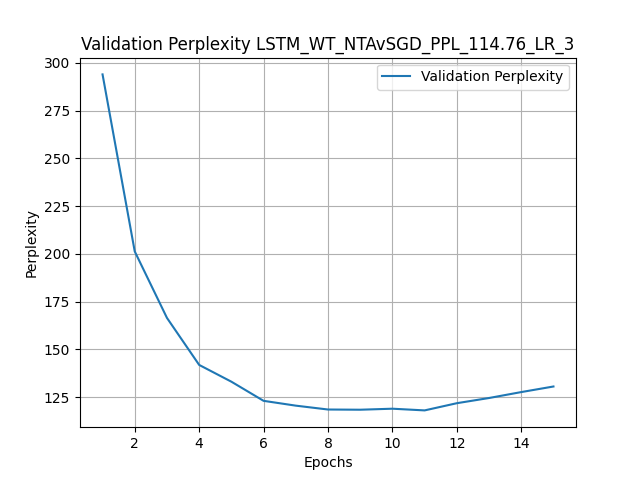 Validation Perplexity LSTM_WT_NTAvSGD_PPL_114.76_LR_3
Validation Perplexity
300
275
250
225
200
175
150
125
Perplexity
2 4 6 8 10 12 14
Epochs